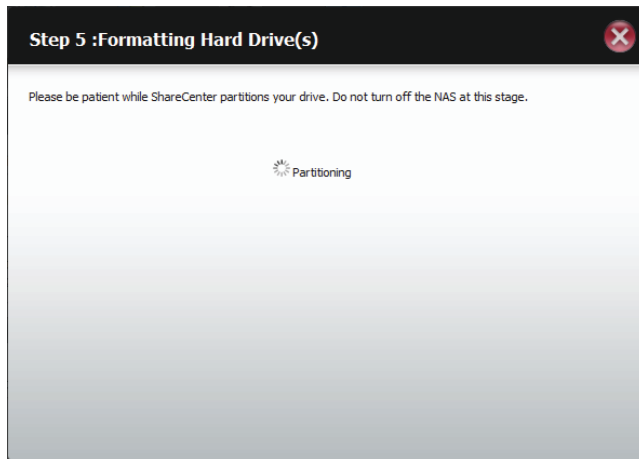 Step 5 :Formatting Hard Drive(s)
Please be patient while ShareCenter partitions your drive. Do not turn off the NAS at this stage.
Partitioning